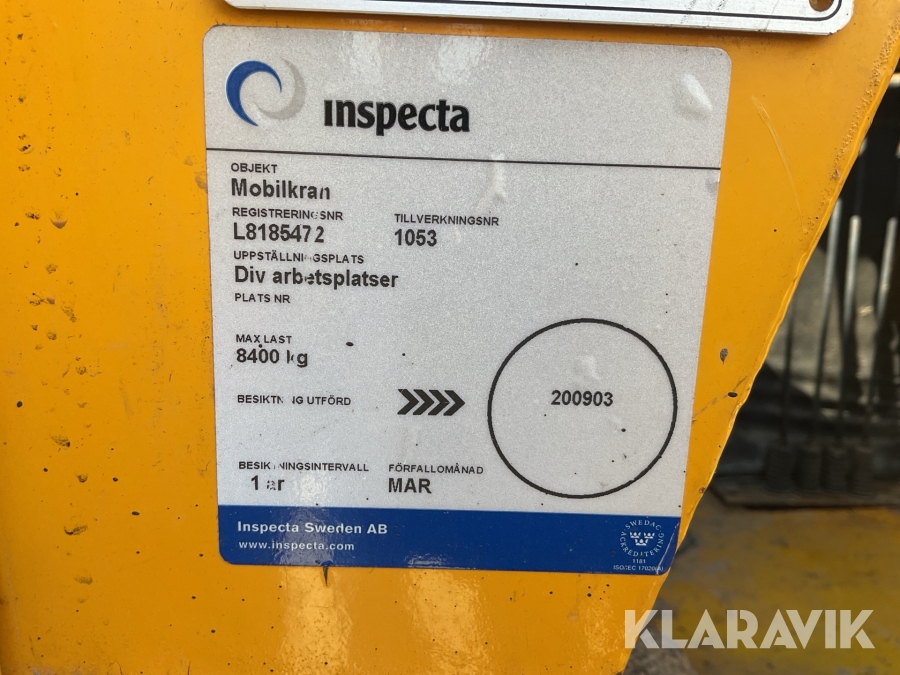 Inspecta
OBJEKT
Mobilkran
REGISTRERINGSNR TILLVERKNINGSNR
L8185472 1053
UPPSTÄLLNINGSPLATS
Div arbetsplatser
PLATS NR
MAX LAST
8400 kg
BESIKTNING UTFÖRD 200903
BESIKTNINGSINTERVALL FÖRFALLOMÅNAD
1 år MAR
Inspecta Sweden AB
www.inspecta.com
SWEDAC
ACKREDITERING
1181
KLARAVIK